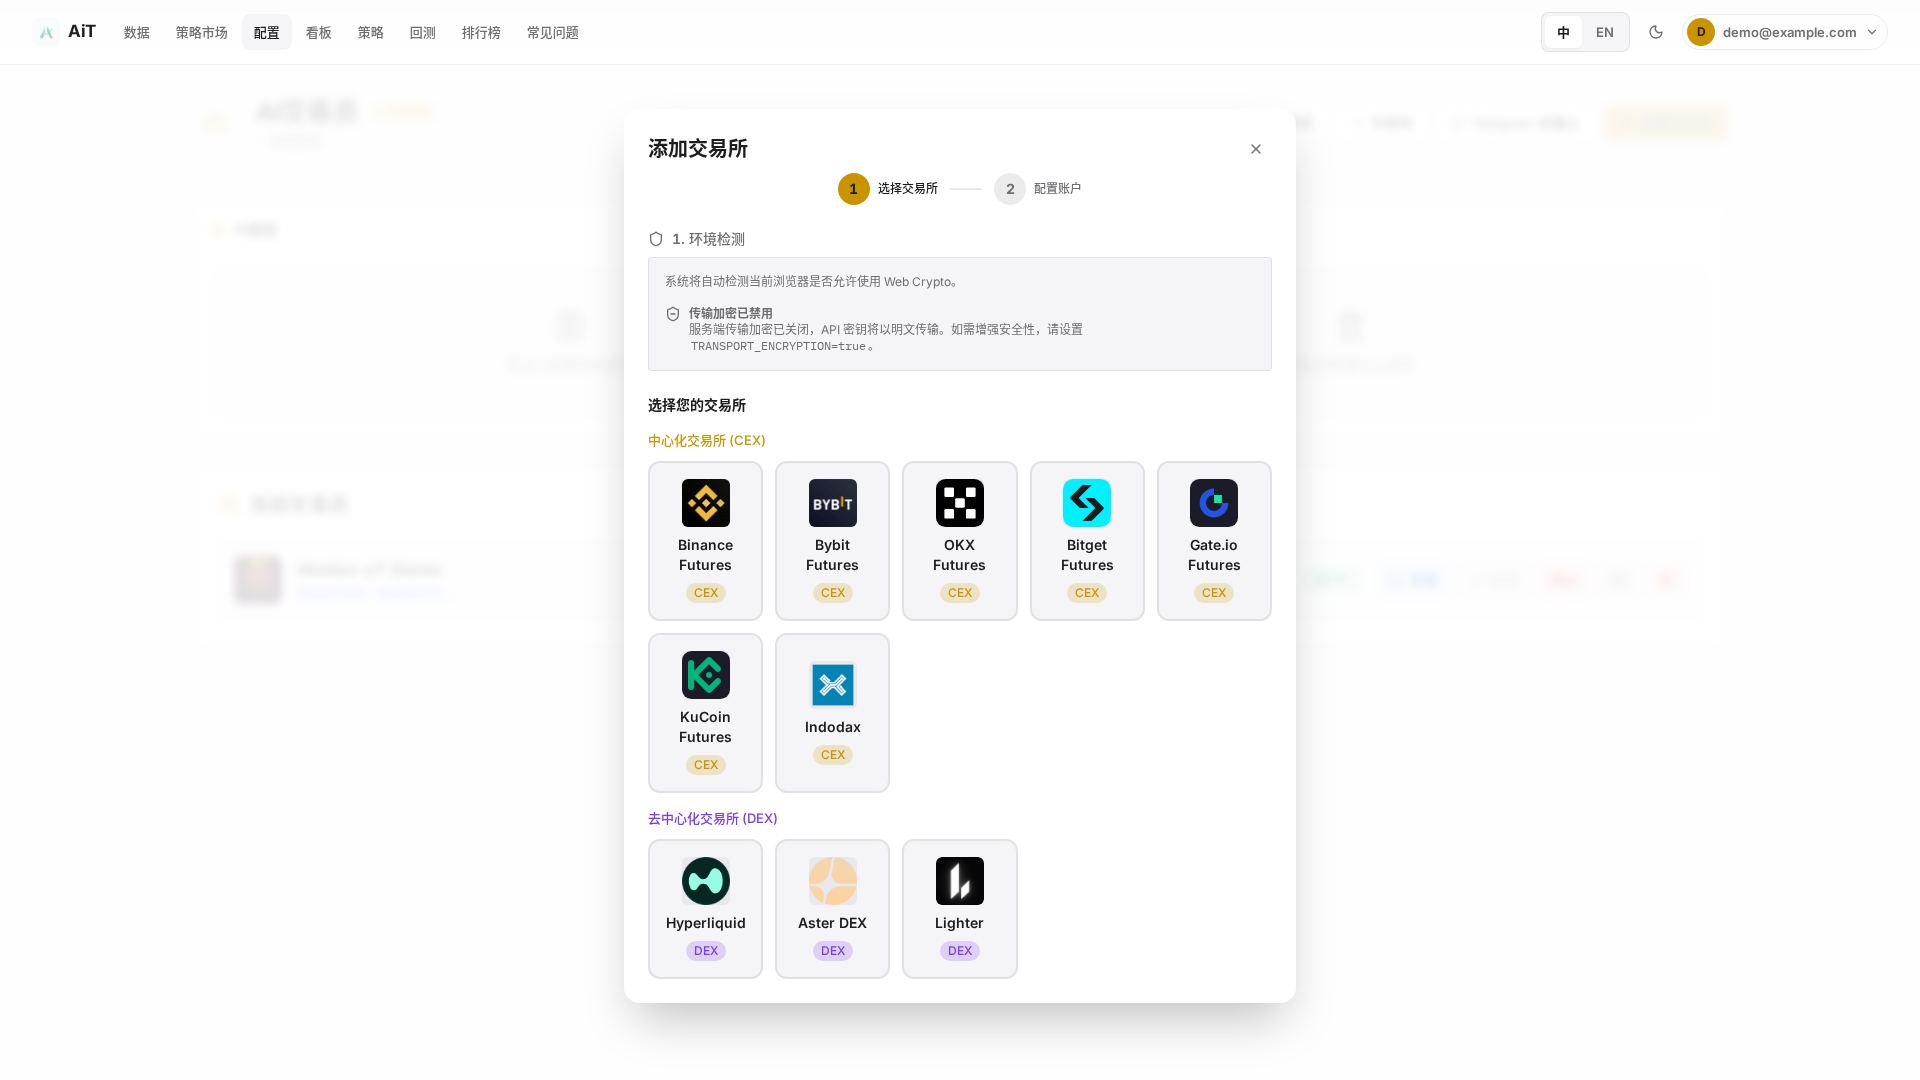 AiT
数据
策略市场
配置
看板
策略
回测
排行榜
常见问题
中
EN
D
demo@example.com
添加交易所
1
选择交易所
2
配置账户
1. 环境检测
系统将自动检测当前浏览器是否允许使用 Web Crypto。
传输加密已禁用
服务端传输加密已关闭，API 密钥将以明文传输。如需增强安全性，请设置
TRANSPORT_ENCRYPTION=true。
选择您的交易所
中心化交易所 (CEX)
Binance
Futures
CEX
BYBIT
Bybit
Futures
CEX
OKX
Futures
CEX
Bitget
Futures
CEX
Gate.io
Futures
CEX
KuCoin
Futures
CEX
Indodax
CEX
去中心化交易所 (DEX)
Hyperliquid
DEX
Aster DEX
DEX
Lighter
DEX